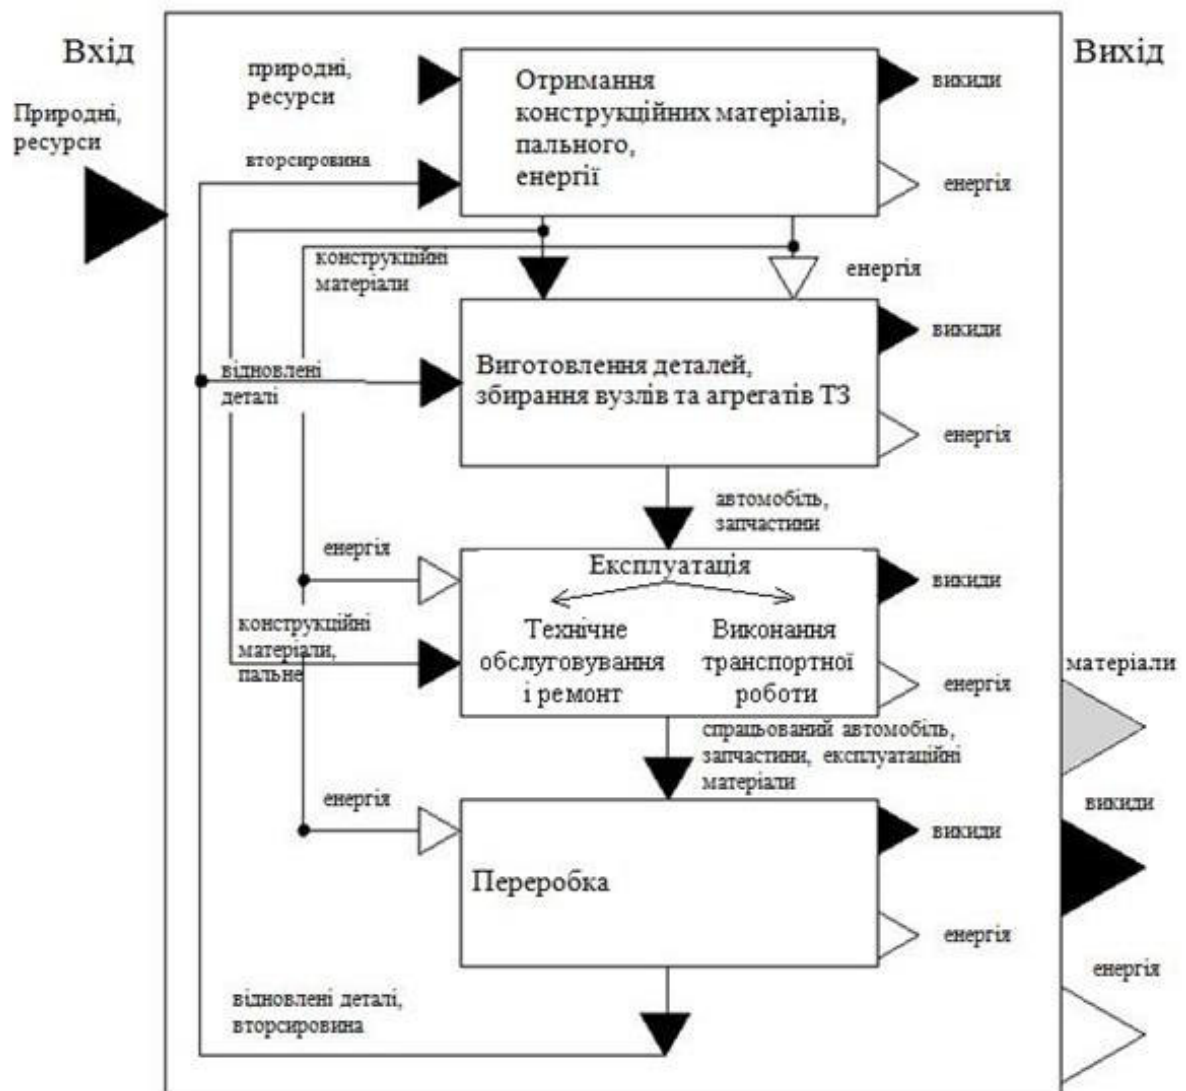 Вхід
Вихід
Природні,
ресурси
природні,
ресурси
вторсировина
Отримання
конструкційних матеріалів,
пального,
енергії
викиди
енергія
конструкційні
матеріали
енергія
відновлені
деталі
Виготовлення деталей,
збирання вузлів та агрегатів ТЗ
викиди
енергія
автомобіль,
запчастини
енергія
конструкційні
матеріали,
пальне
Експлуатація
Технічне
обслуговування
і ремонт
Виконання
транспортної
роботи
викиди
енергія
матеріали
спрацьований автомобіль,
запчастини, експлуатаційні
матеріали
енергія
Переробка
викиди
енергія
викиди
енергія
відновлені деталі,
вторсировина